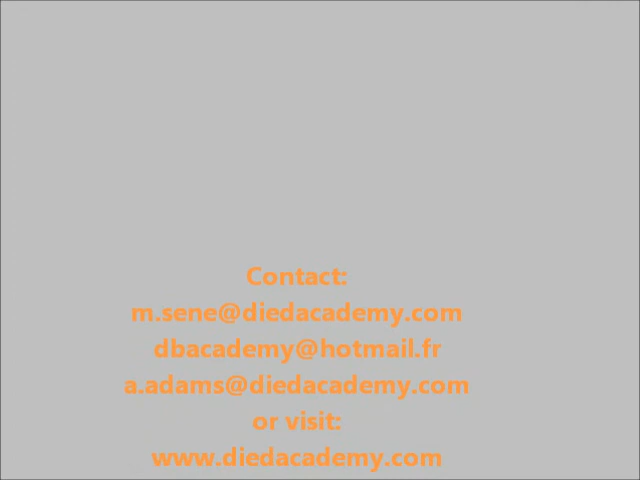 Contact:
m.sene@diedacademy.com
dbacademy@hotmail.fr
a.adams@diedacademy.com
or visit:
www.diedacademy.com